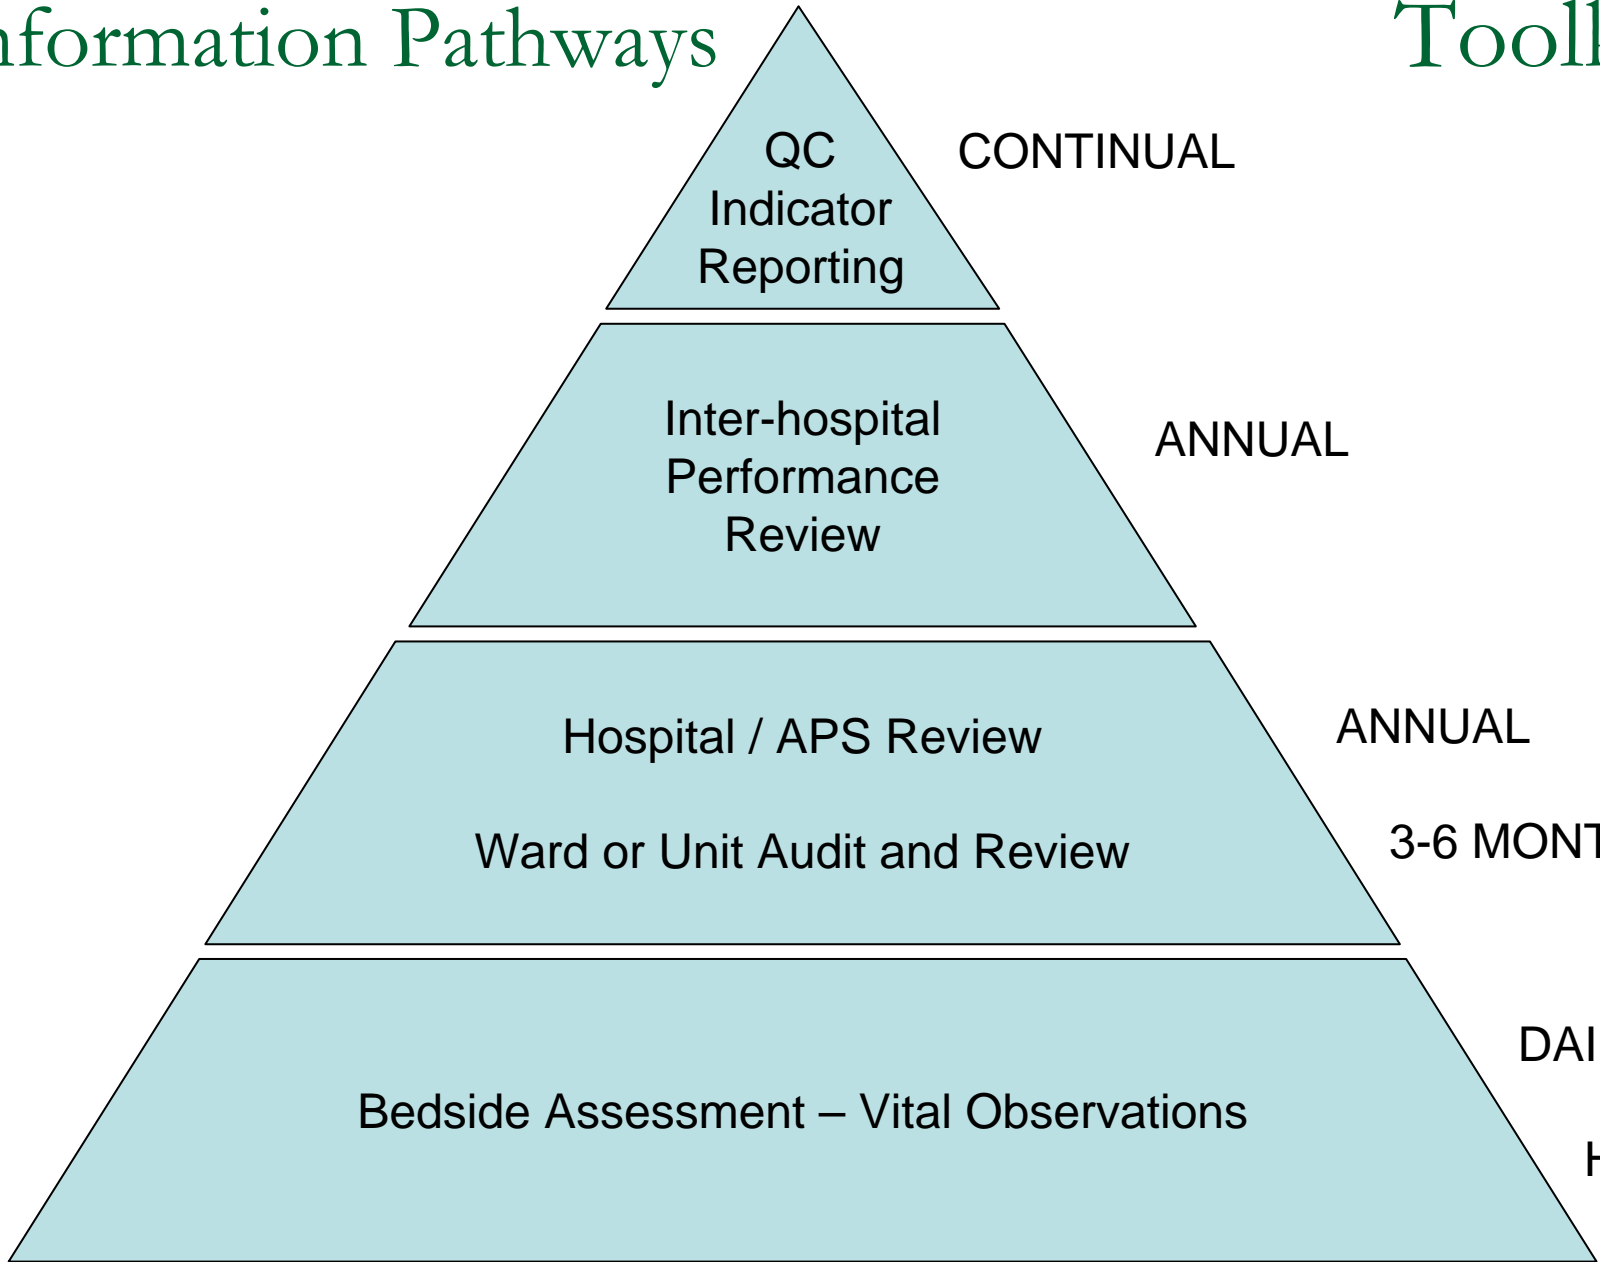 nformation Pathways
Tool
QC
Indicator
Reporting
CONTINUAL
Inter-hospital
Performance
Review
ANNUAL
Hospital / APS Review
ANNUAL
Ward or Unit Audit and Review
3-6 MONT
DAI
Bedside Assessment – Vital Observations
H